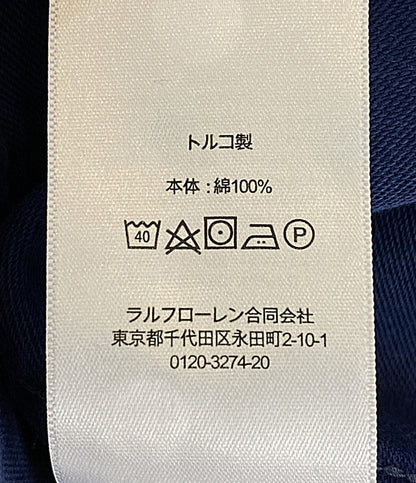 トルコ製
本体：綿100%
40 P
ラルフローレン合同会社
東京都千代田区永田町2-10-1
0120-3274-20